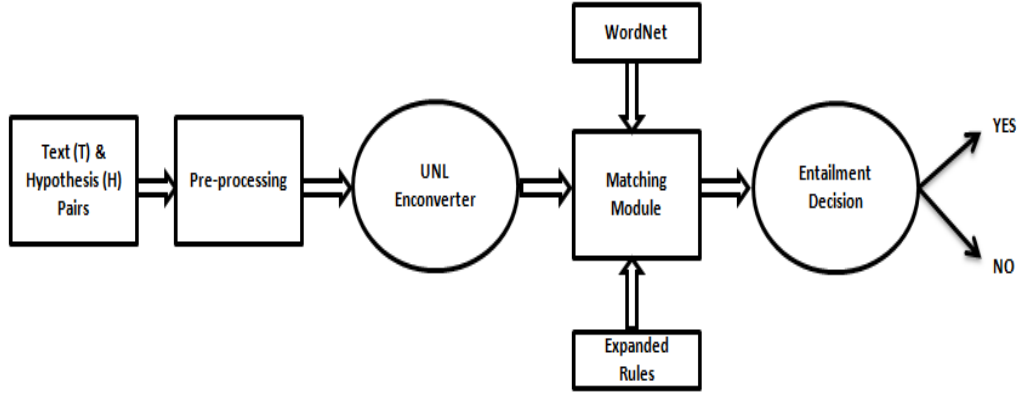 WordNet
Text (T) &
Hypothesis (H)
Pairs
Pre-processing
UNL
Enconverter
Matching
Module
Entailment
Decision
YES
NO
Expanded
Rules